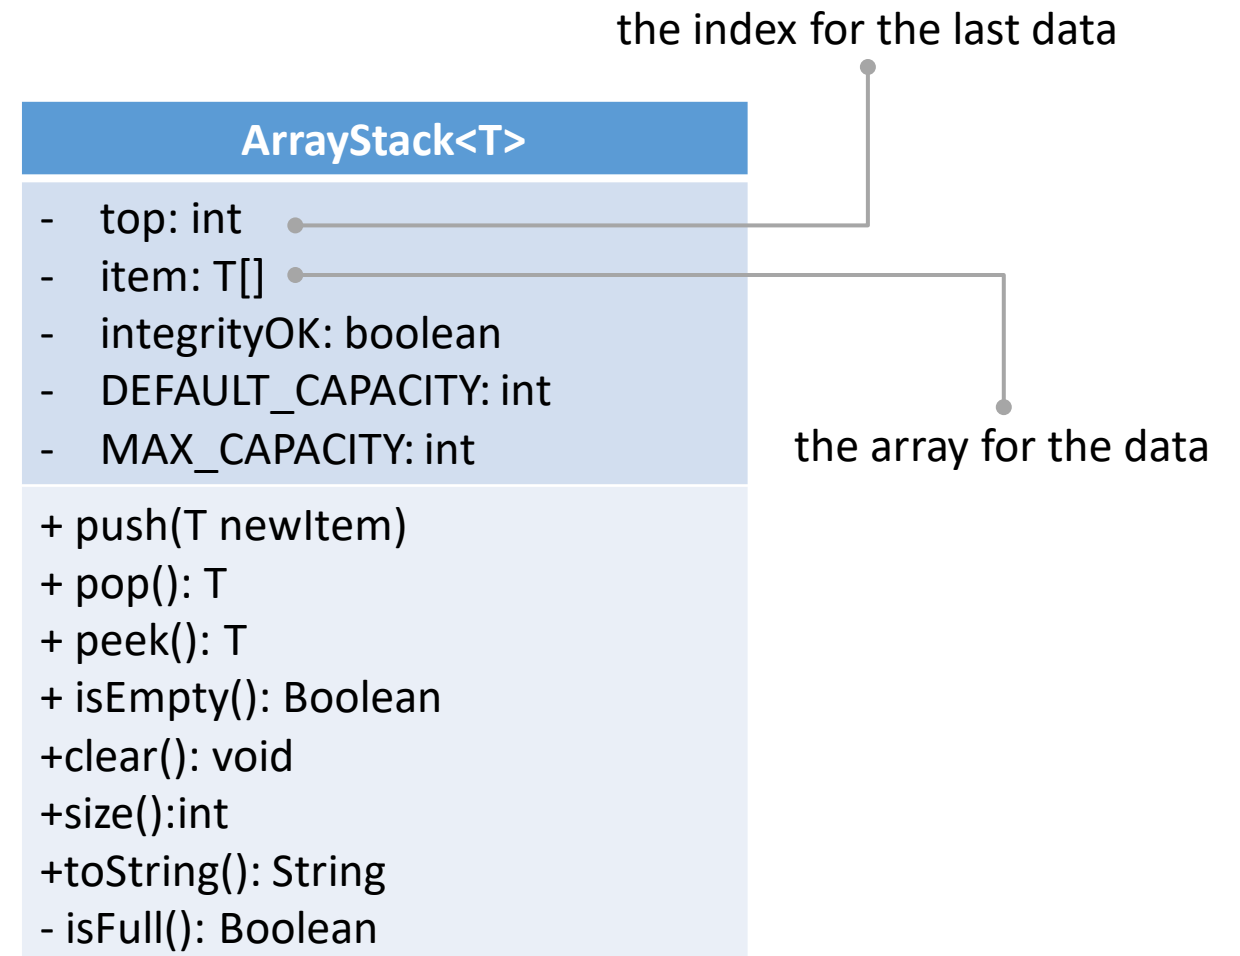 the index for the last data
ArrayStack<T>
- top: int
- item: T[]
- integrityOK: boolean
- DEFAULT_CAPACITY: int
- MAX_CAPACITY: int
the array for the data
+ push(T newItem)
+ pop(): T
+ peek(): T
+ isEmpty(): Boolean
+clear(): void
+size():int
+toString(): String
- isFull(): Boolean